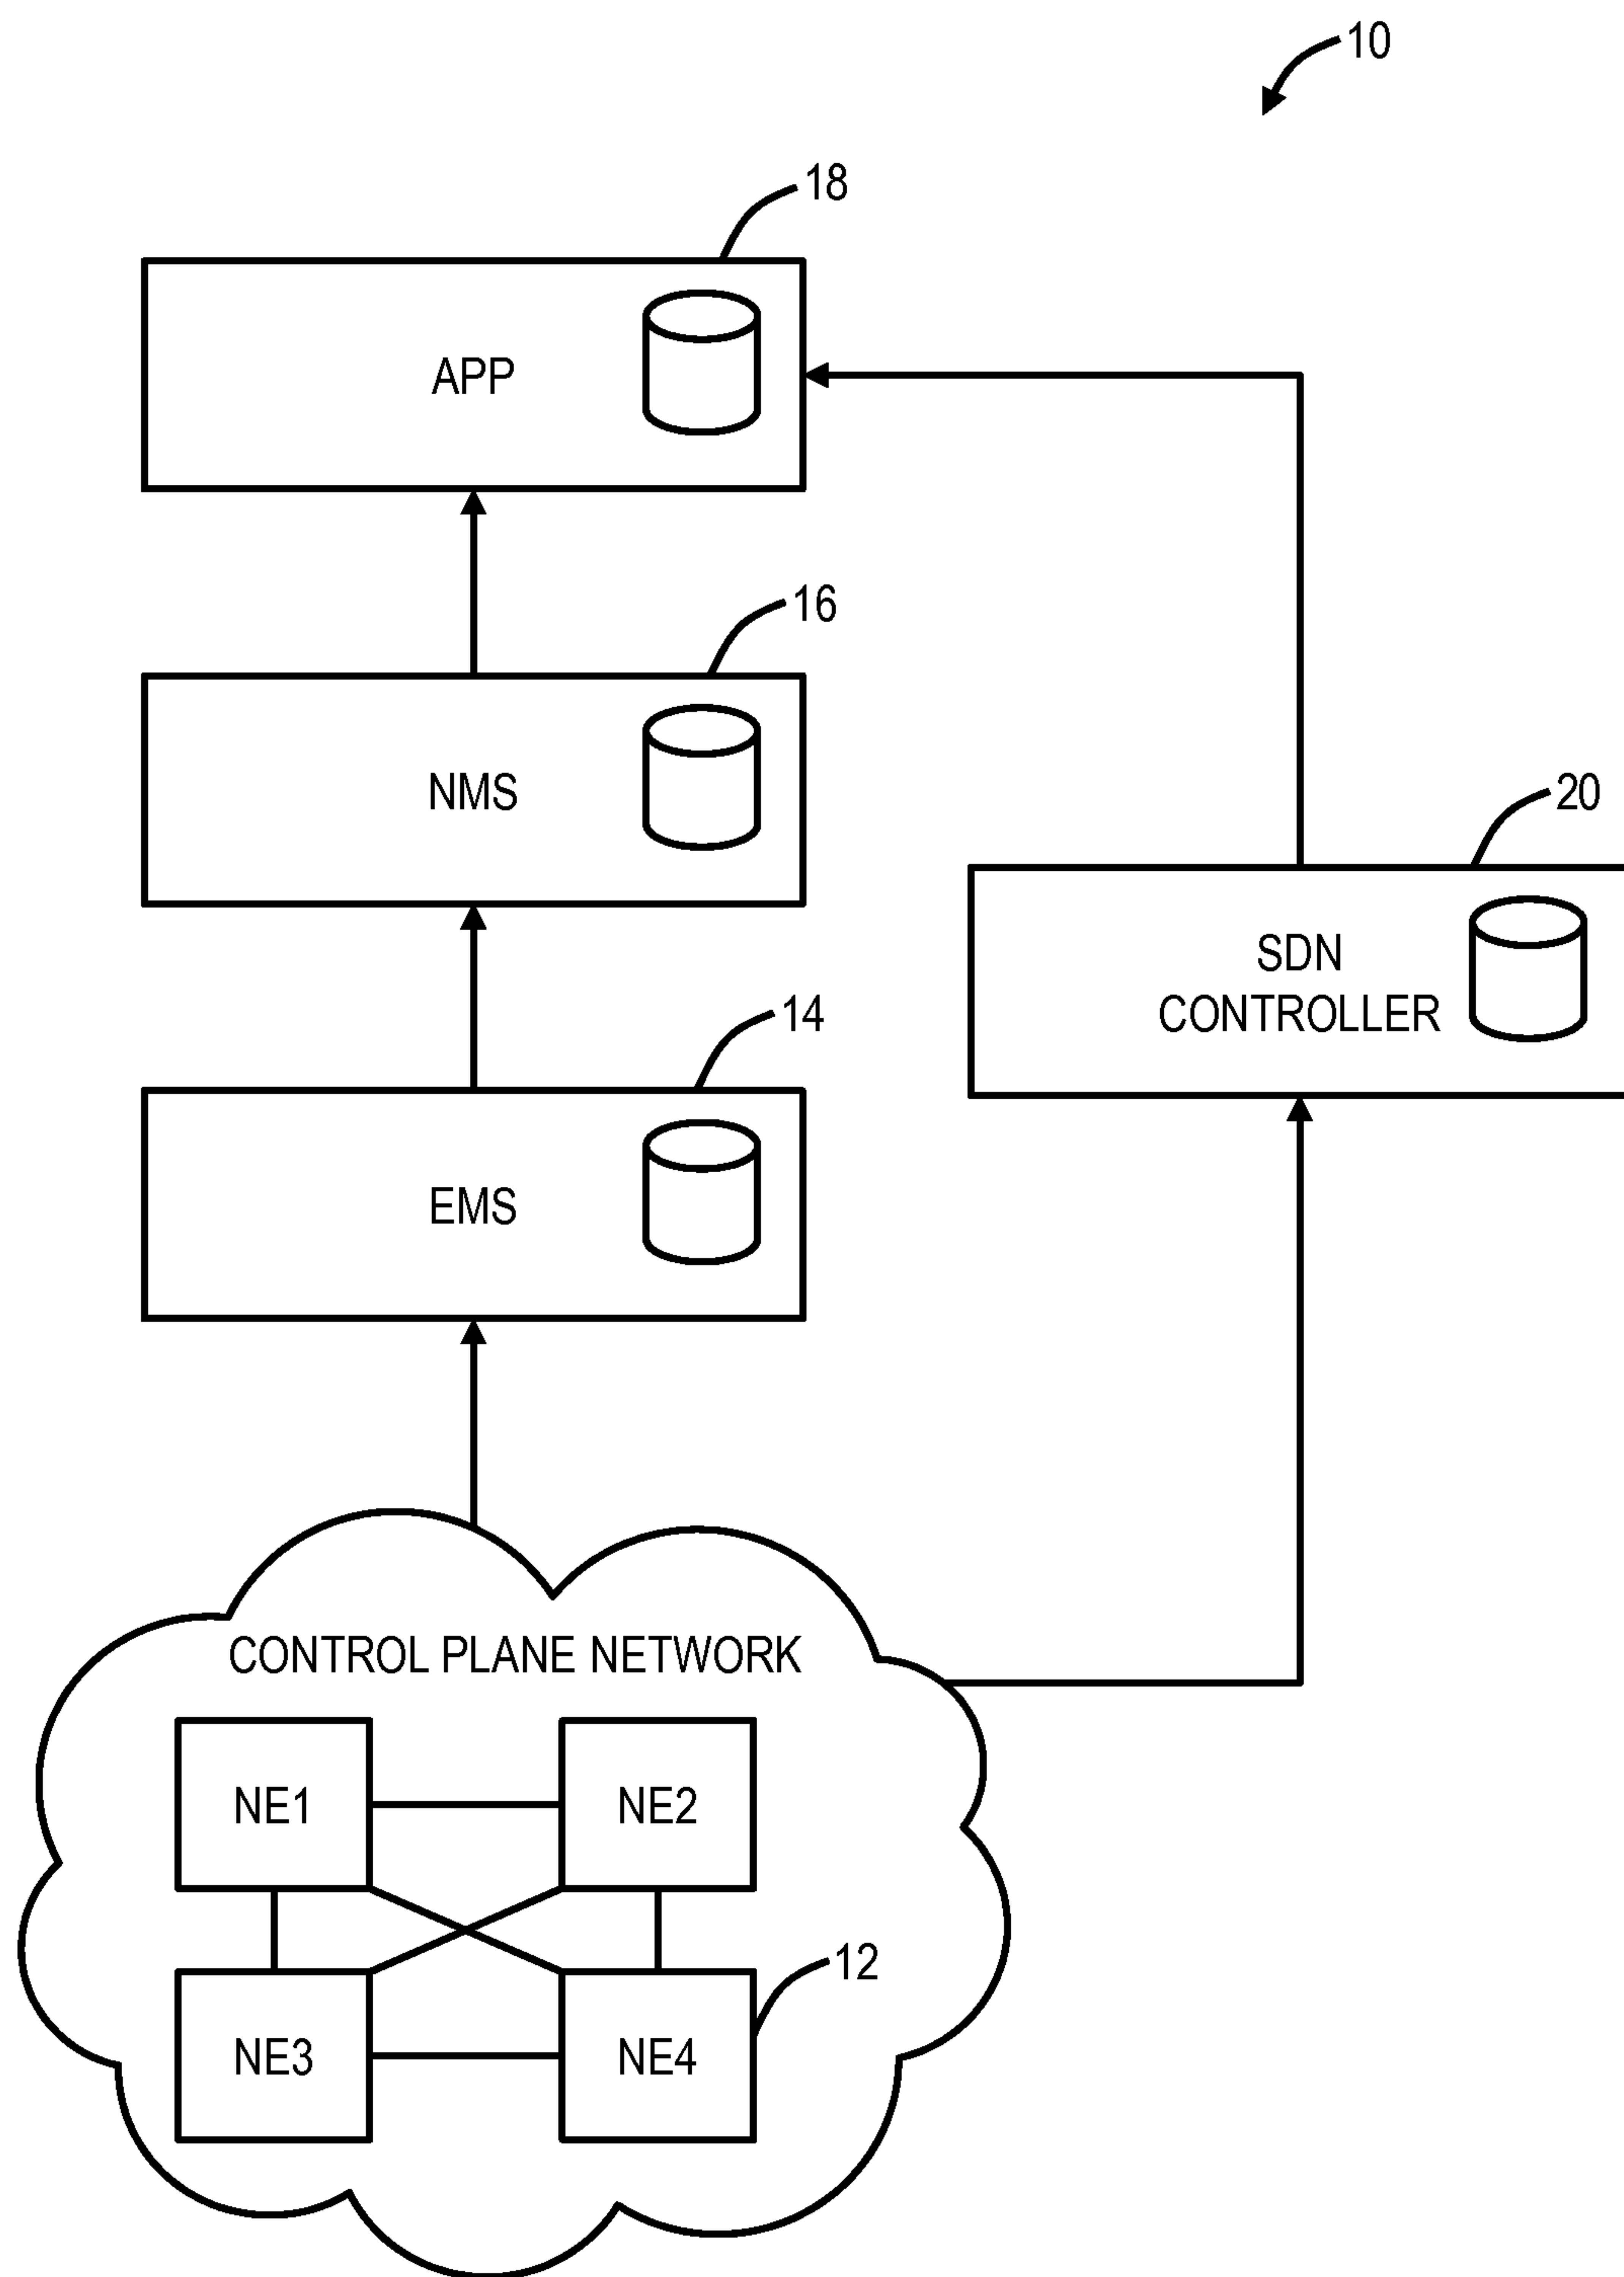 10
18
APP
16
NMS
20
SDN
CONTROLLER
14
EMS
CONTROL PLANE NETWORK
NE1
NE2
12
NE3
NE4